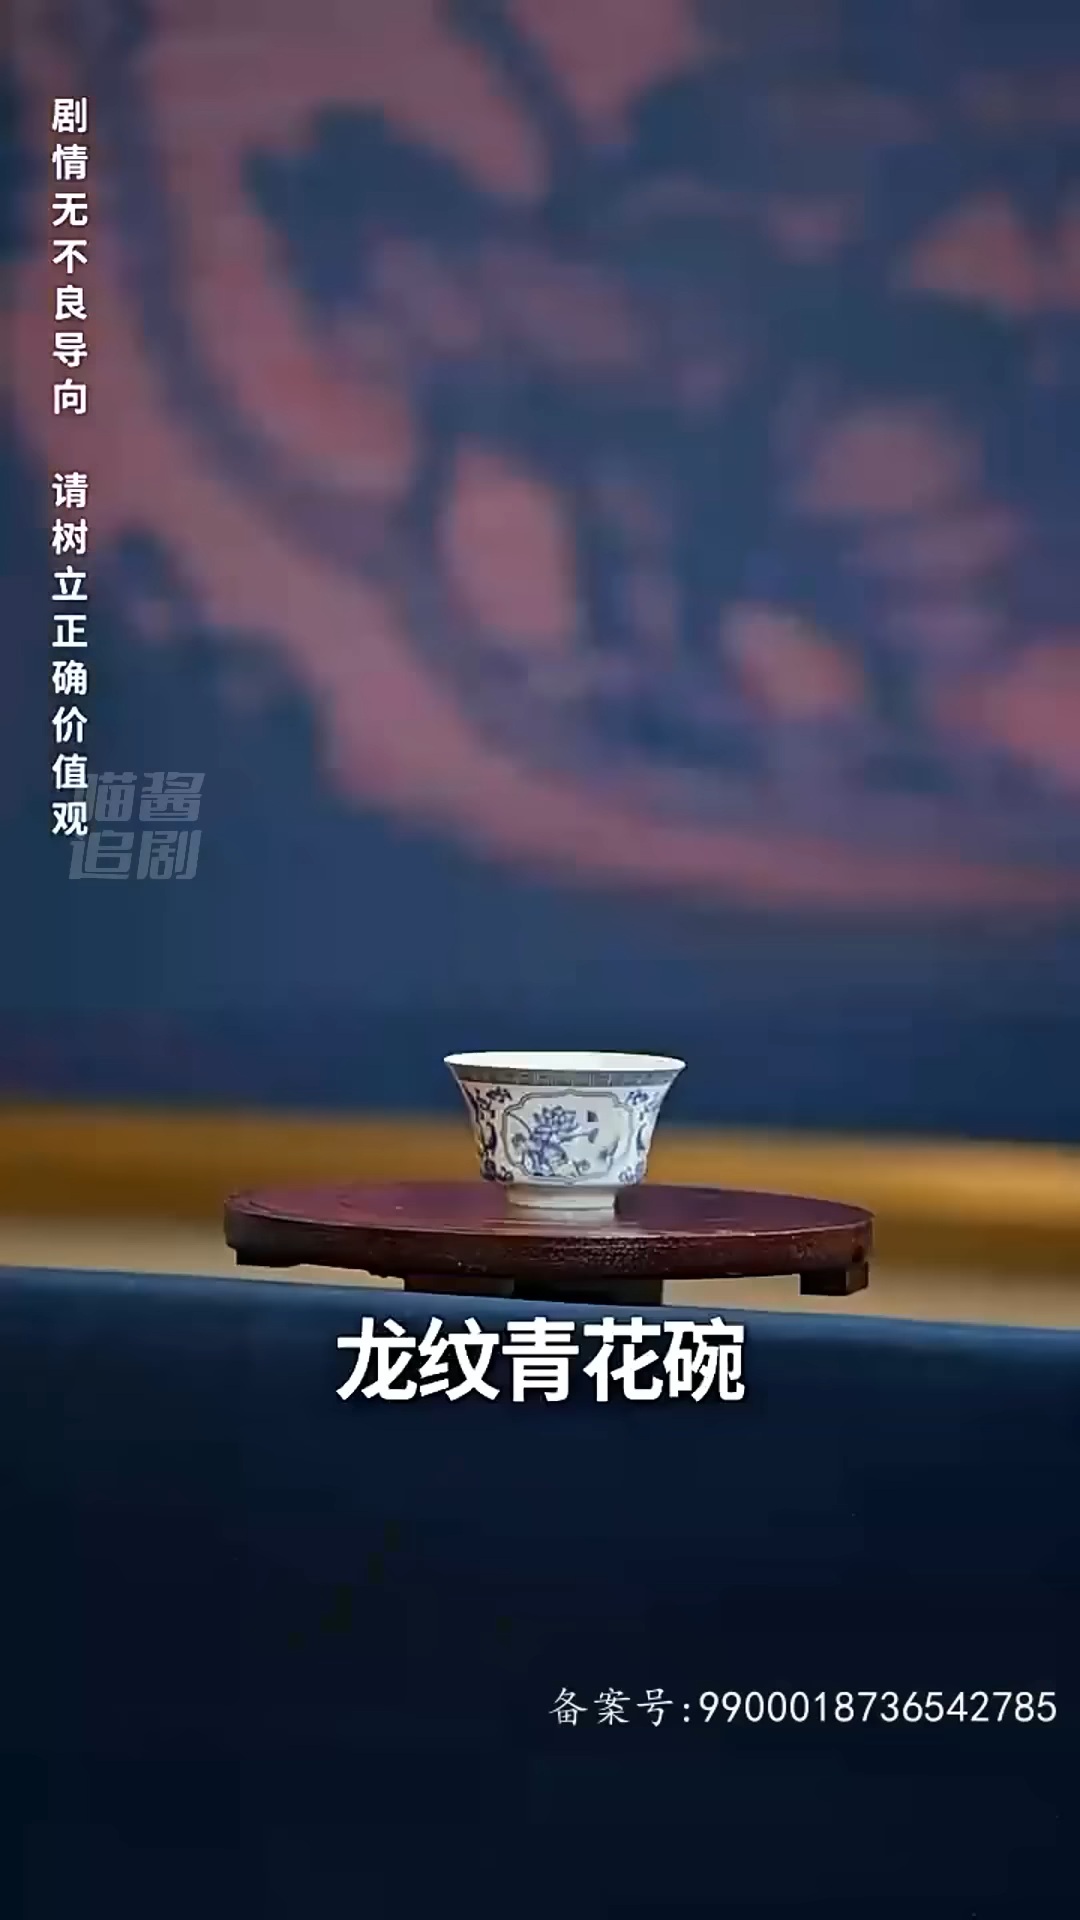 剧情无不良导向 请树立正确价值观
喵酱
追剧
龙纹青花碗
备案号:9900018736542785